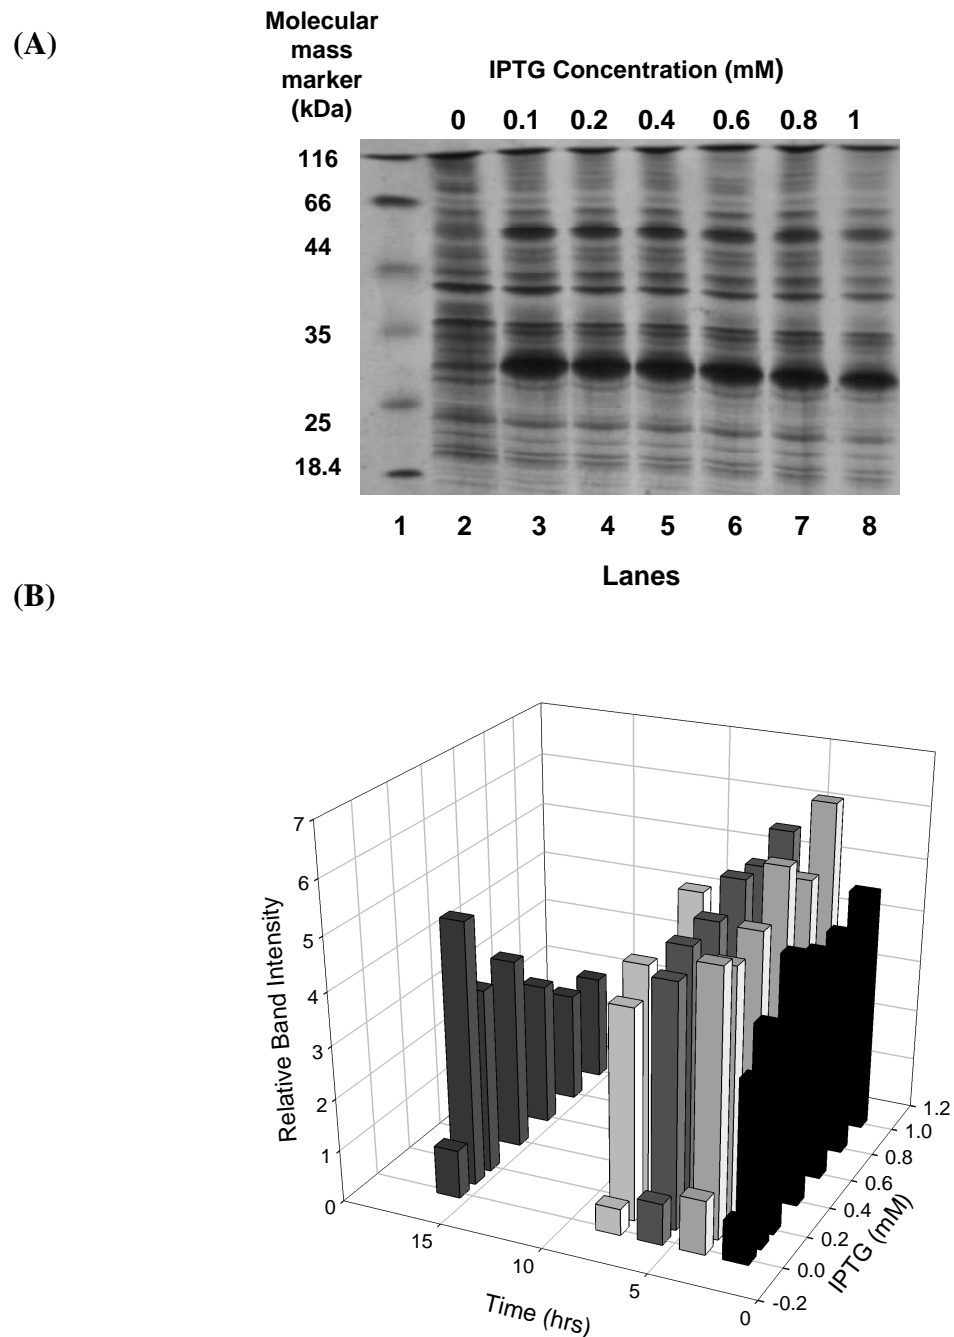 (A)
Molecular
mass
marker
(kDa)
IPTG Concentration (mM)
0 0.1 0.2 0.4 0.6 0.8 1
116
66
44
35
25
18.4
1 2 3 4 5 6 7 8
Lanes
(B)
7
6
5
4
3
2
1
0
Relative Band Intensity
15
10
5
0
Time (hrs)
1.2
1.0
0.8
0.6
0.4
0.2
0.0
-0.2
IPTG (mM)